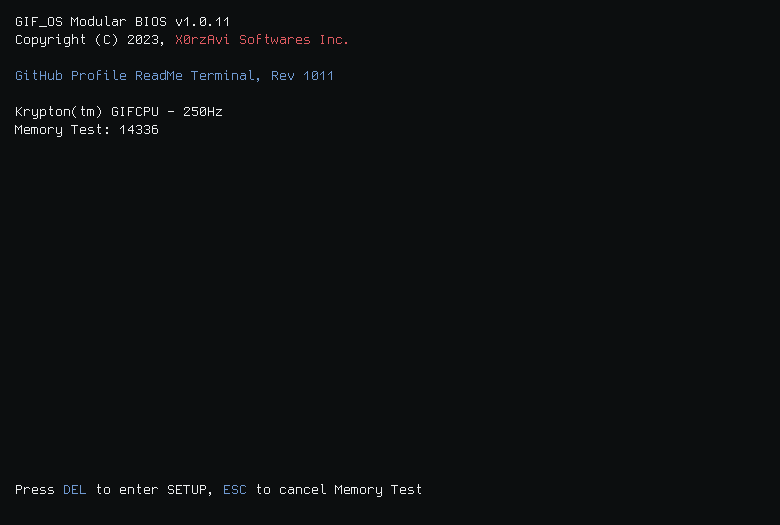 GIF_OS Modular BIOS v1.0.11
Copyright (C) 2023, X0rzAvi Softwares Inc.
GitHub Profile ReadMe Terminal, Rev 1011
Krypton(tm) GIFCPU - 250Hz
Memory Test: 14336
Press DEL to enter SETUP, ESC to cancel Memory Test